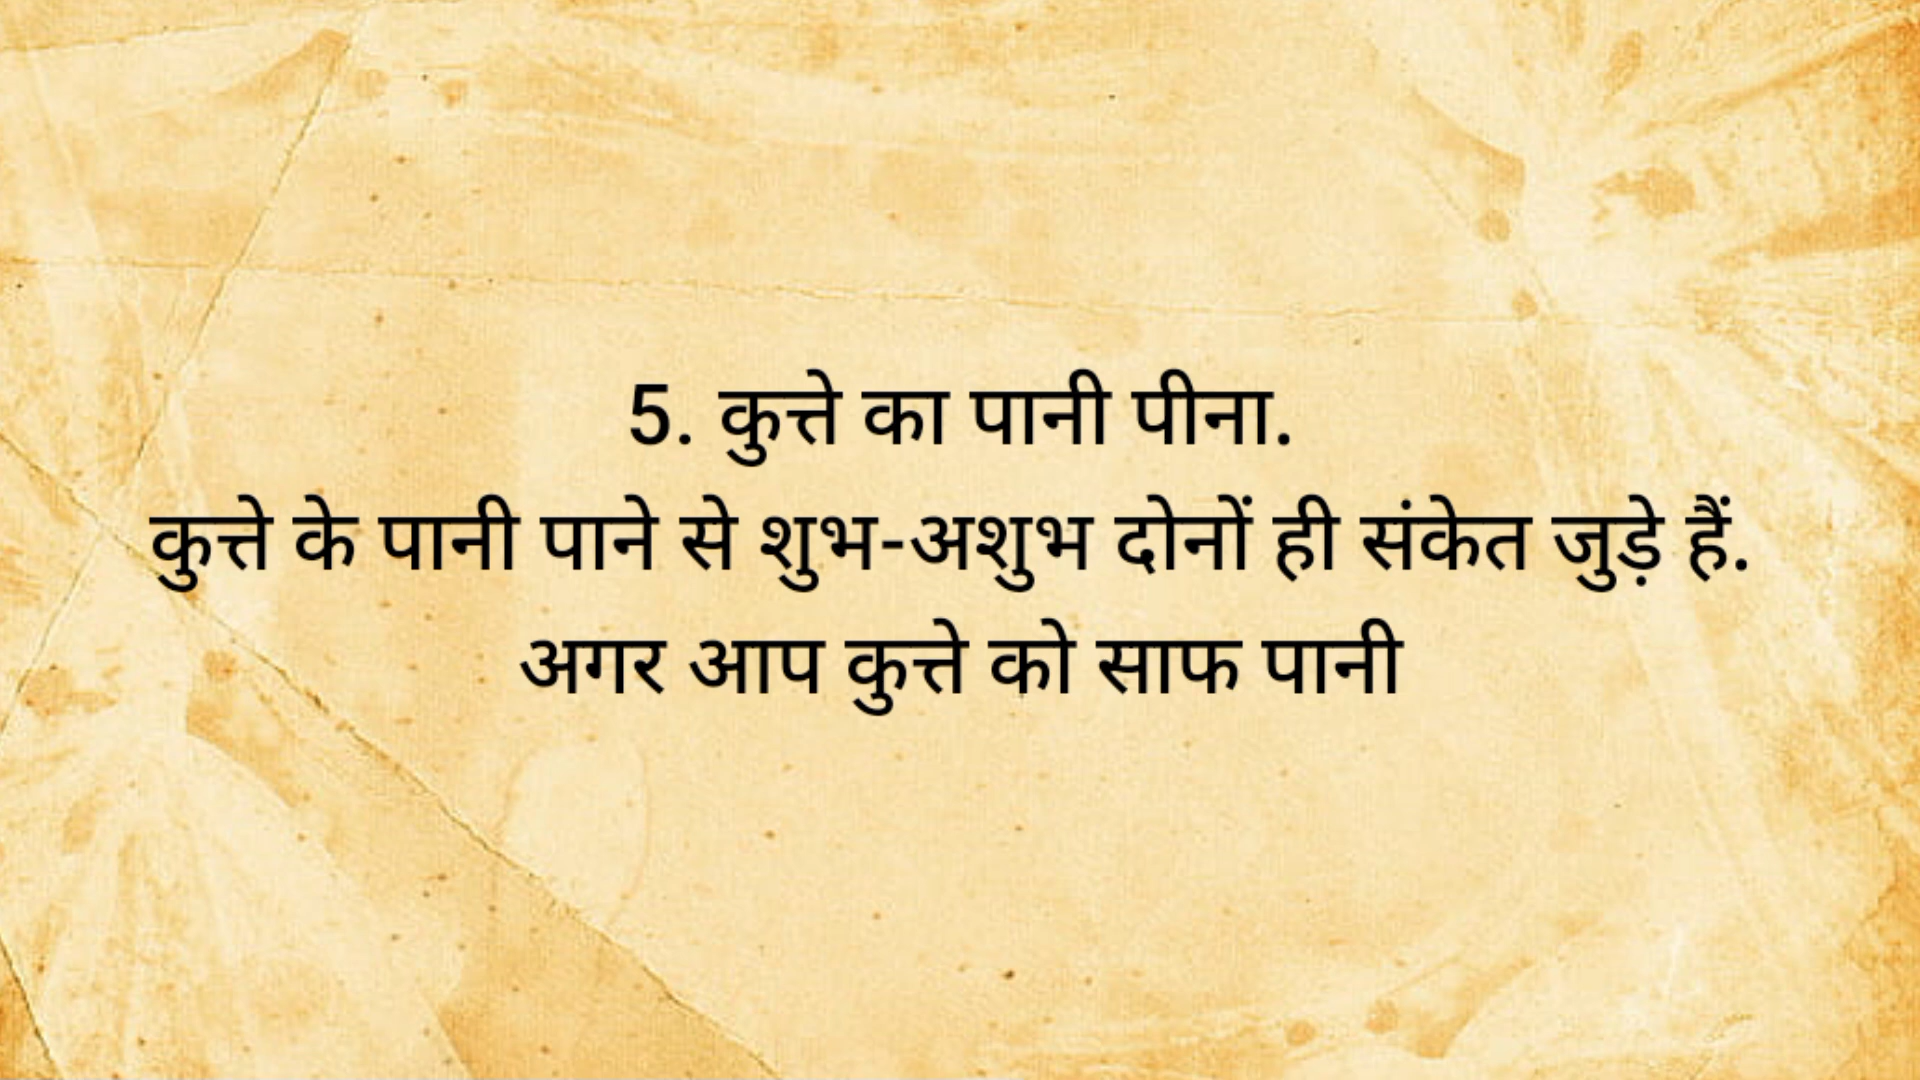 5. कुत्ते का पानी पीना.
कुत्ते के पानी पाने से शुभ-अशुभ दोनों ही संकेत जुड़े हैं.
अगर आप कुत्ते को साफ पानी